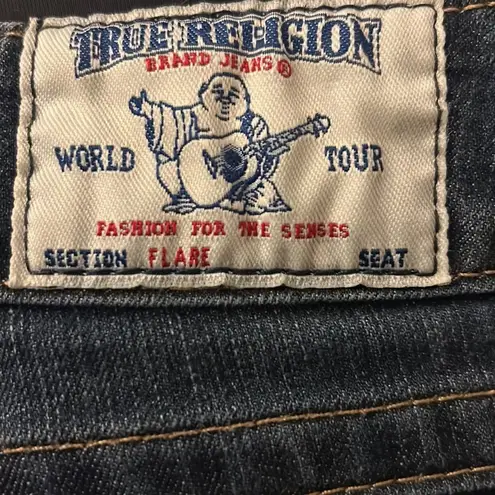 TRUE RELIGION
BRAND JEANS®
WORLD TOUR
FASHION FOR THE SENSES
SECTION FLARE SEAT